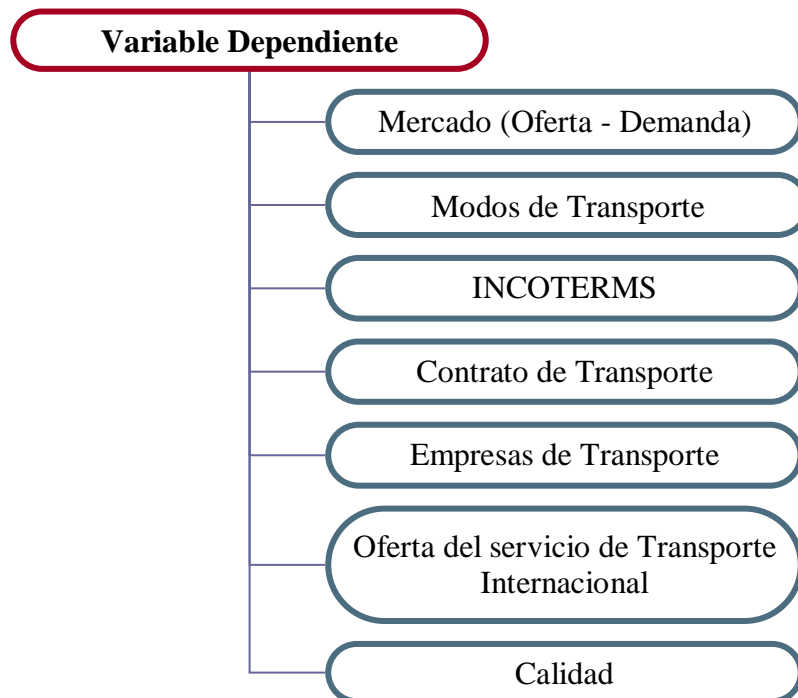 Variable Dependiente
Mercado (Oferta - Demanda)
Modos de Transporte
INCOTERMS
Contrato de Transporte
Empresas de Transporte
Oferta del servicio de Transporte
Internacional
Calidad